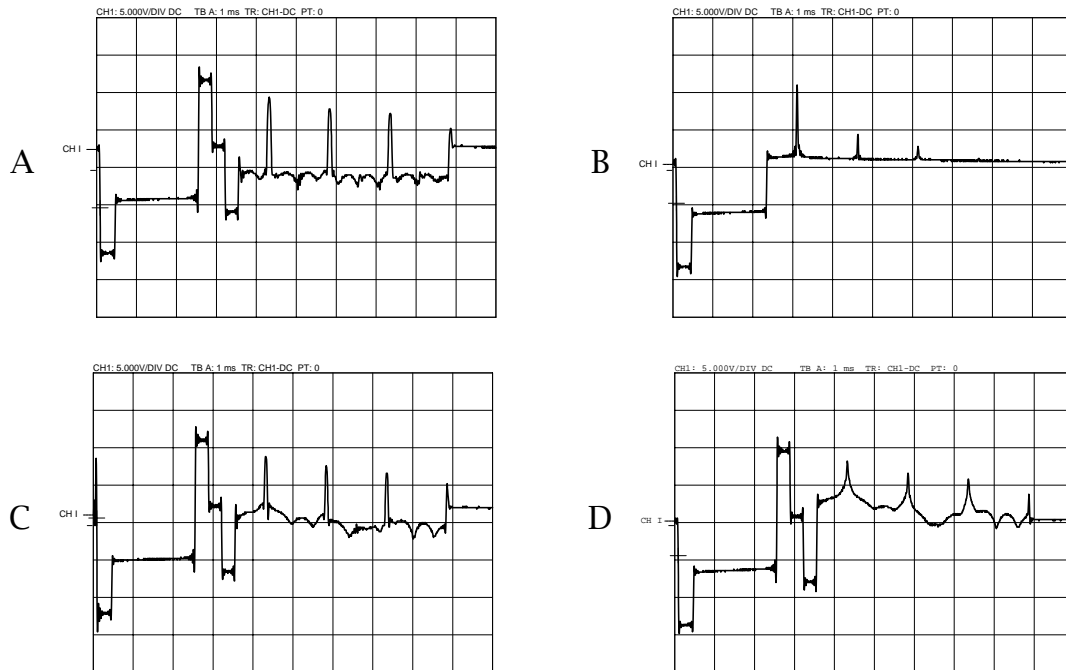 CH1: 5.000V/DIV DC TB A: 1 ms TR: CH1-DC PT: 0
CH1: 5.000V/DIV DC TB A: 1 ms TR: CH1-DC PT: 0
A
CH I
B
CH I
CH1: 5.000V/DIV DC TB A: 1 ms TR: CH1-DC PT: 0
CH1: 5.000V/DIV DC TB A: 1 ms TR: CH1-DC PT: 0
C
CH I
D
CH I